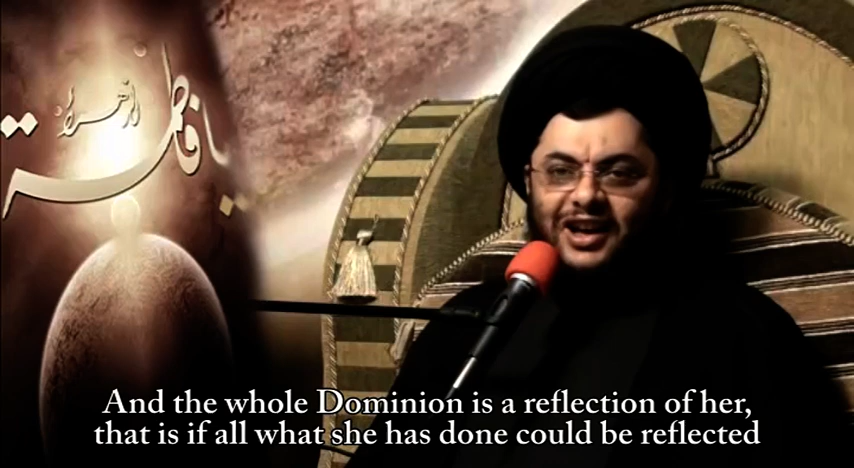 يا فاطمة
الزهراء
And the whole Dominion is a reflection of her,
that is if all what she has done could be reflected